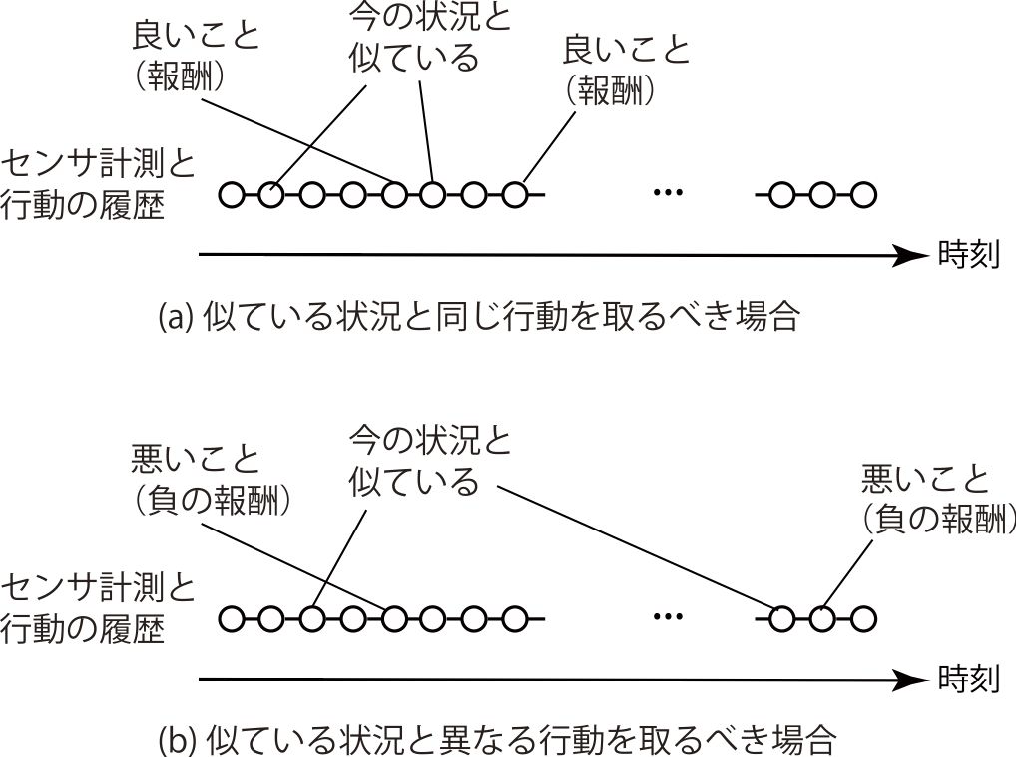 良いこと
（報酬）
今の状況と
似ている
良いこと
（報酬）
センサ計測と
行動の履歴
…
時刻
(a) 似ている状況と同じ行動を取るべき場合
悪いこと
（負の報酬）
今の状況と
似ている
悪いこと
（負の報酬）
センサ計測と
行動の履歴
…
時刻
(b) 似ている状況と異なる行動を取るべき場合